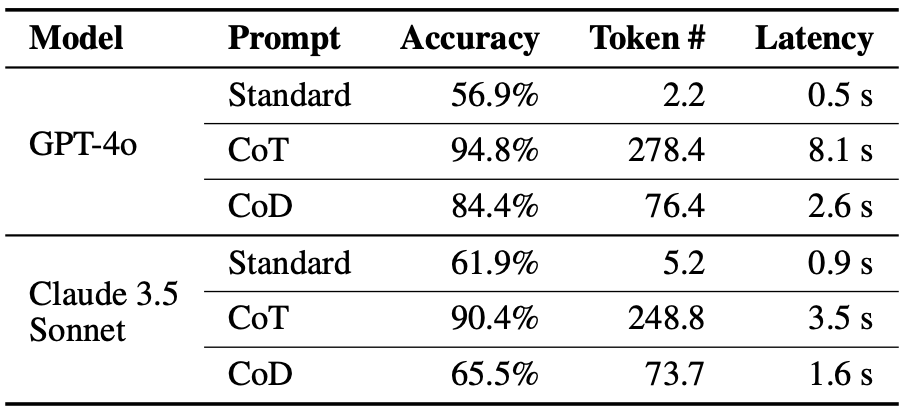 Model Prompt Accuracy Token # Latency
Standard 56.9% 2.2 0.5 s
GPT-4o CoT 94.8% 278.4 8.1 s
CoD 84.4% 76.4 2.6 s
Standard 61.9% 5.2 0.9 s
Claude 3.5
Sonnet CoT 90.4% 248.8 3.5 s
CoD 65.5% 73.7 1.6 s